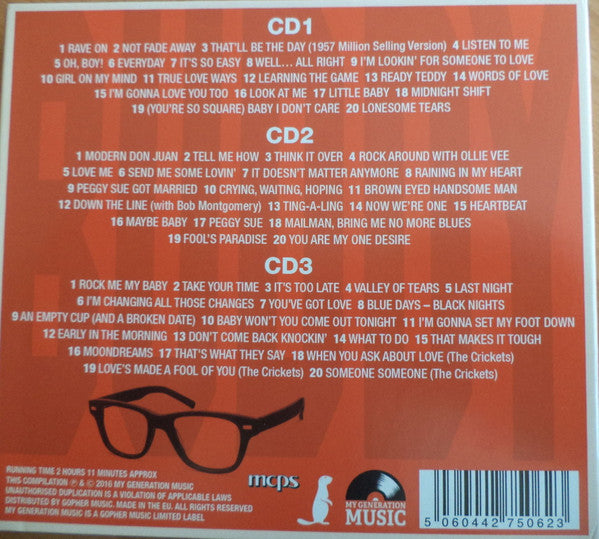 CD1
1 RAVE ON 2 NOT FADE AWAY 3 THAT'LL BE THE DAY (1957 Million Selling Version) 4 LISTEN TO ME
5 OH, BOY! 6 EVERYDAY 7 IT'S SO EASY 8 WELL... ALL RIGHT 9 I'M LOOKIN' FOR SOMEONE TO LOVE
10 GIRL ON MY MIND 11 TRUE LOVE WAYS 12 LEARNING THE GAME 13 READY TEDDY 14 WORDS OF LOVE
15 I'M GONNA LOVE YOU TOO 16 LOOK AT ME 17 LITTLE BABY 18 MIDNIGHT SHIFT
19 (YOU'RE SO SQUARE) BABY I DON'T CARE 20 LONESOME TEARS
CD2
1 MODERN DON JUAN 2 TELL ME HOW 3 THINK IT OVER 4 ROCK AROUND WITH OLLIE VEE
5 LOVE ME 6 SEND ME SOME LOVIN' 7 IT DOESN'T MATTER ANYMORE 8 RAINING IN MY HEART
9 PEGGY SUE GOT MARRIED 10 CRYING, WAITING, HOPING 11 BROWN EYED HANDSOME MAN
12 DOWN THE LINE (with Bob Montgomery) 13 TING-A-LING 14 NOW WE'RE ONE 15 HEARTBEAT
16 MAYBE BABY 17 PEGGY SUE 18 MAILMAN, BRING ME NO MORE BLUES
19 FOOL'S PARADISE 20 YOU ARE MY ONE DESIRE
CD3
1 ROCK ME MY BABY 2 TAKE YOUR TIME 3 IT'S TOO LATE 4 VALLEY OF TEARS 5 LAST NIGHT
6 I'M CHANGING ALL THOSE CHANGES 7 YOU'VE GOT LOVE 8 BLUE DAYS – BLACK NIGHTS
9 AN EMPTY CUP (AND A BROKEN DATE) 10 BABY WON'T YOU COME OUT TONIGHT 11 I'M GONNA SET MY FOOT DOWN
12 EARLY IN THE MORNING 13 DON'T COME BACK KNOCKIN' 14 WHAT TO DO 15 THAT MAKES IT TOUGH
16 MOONDREAMS 17 THAT'S WHAT THEY SAY 18 WHEN YOU ASK ABOUT LOVE (The Crickets)
19 LOVE'S MADE A FOOL OF YOU (The Crickets) 20 SOMEONE SOMEONE (The Crickets)
RUNNING TIME 2 HOURS 11 MINUTES APPROX
THIS COMPILATION ℗ & © 2016 MY GENERATION MUSIC
UNAUTHORISED DUPLICATION IS A VIOLATION OF APPLICABLE LAWS
DISTRIBUTED BY GOPHER MUSIC. MADE IN THE EU. ALL RIGHTS RESERVED
MY GENERATION MUSIC IS A GOPHER MUSIC LIMITED LABEL
mcps
MY GENERATION
MUSIC
5 060442 750623